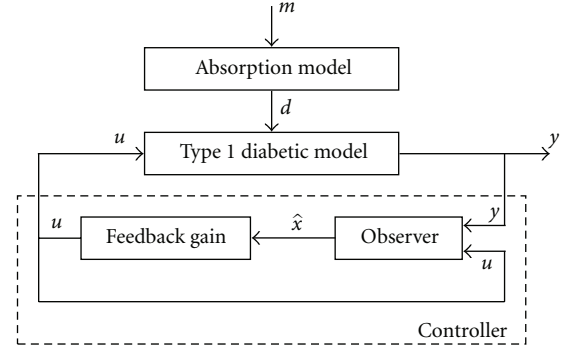 m
Absorption model
d
u
Type 1 diabetic model
y
u
Feedback gain
x̂
Observer
y
u
Controller